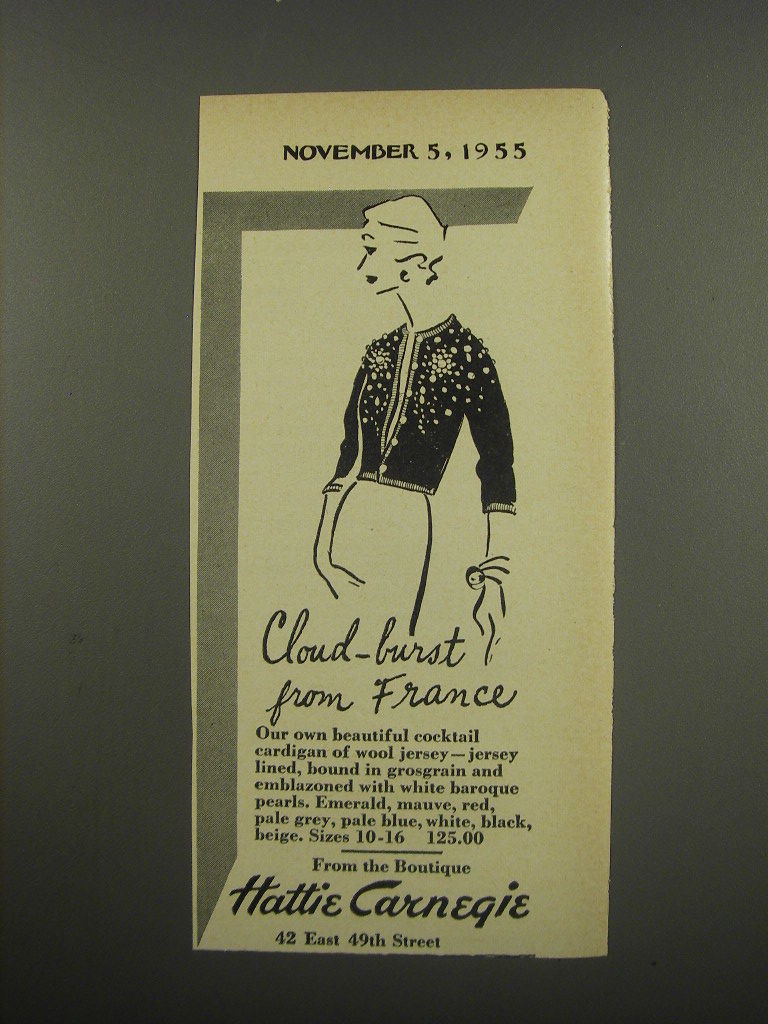 NOVEMBER 5, 1955
Cloud-burst
from France
Our own beautiful cocktail
cardigan of wool jersey—jersey
lined, bound in grosgrain and
emblazoned with white baroque
pearls. Emerald, mauve, red,
pale grey, pale blue, white, black,
beige. Sizes 10-16 125.00
From the Boutique
Hattie Carnegie
42 East 49th Street